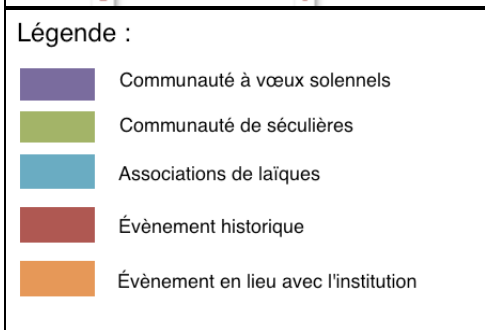 Légende :
Communauté à vœux solennels
Communauté de séculières
Associations de laïques
Évènement historique
Évènement en lieu avec l'institution